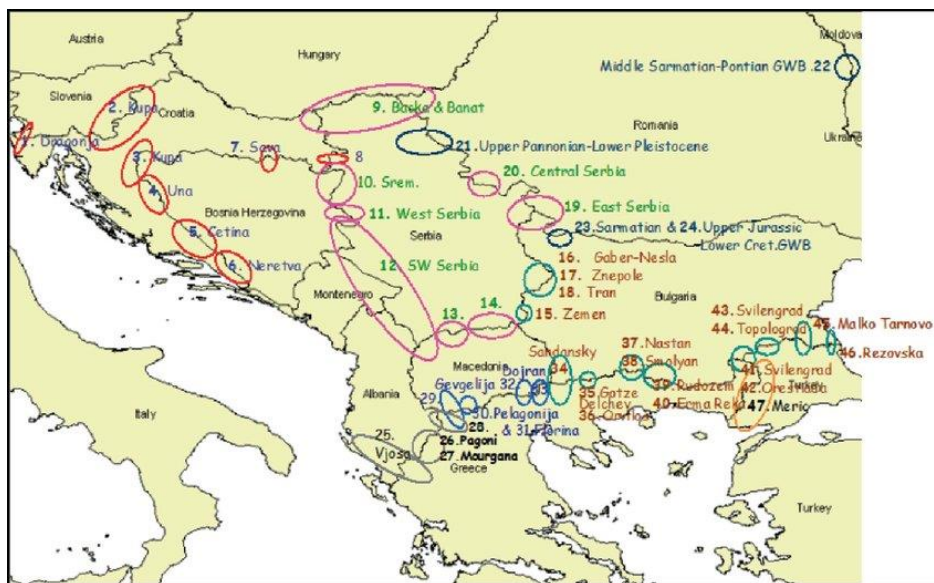 Austria
Hungary
Moldova
Middle Sarmatian-Pontian GWB .22
Slovenia
2. Kupa
Croatia
9. Backa & Banat
Romania
Ukraine
1. Dragonja
7. Sava
8
21. Upper Pannonian-Lower Pleistocene
3. Kupa
4. Una
10. Srem.
20. Central Serbia
Bosnia Herzegovina
11. West Serbia
19. East Serbia
5. Cetina
Serbia
23. Sarmatian & 24. Upper Jurassic
Lower Cret. GWB
6. Neretva
12. SW Serbia
16. Gaber-Nesla
17. Znepole
18. Tran
Bulgaria
Montenegro
13.
14.
15. Zemen
43. Svilengrad
44. Topolograd
45. Malko Tarnovo
46. Rezovska
37. Nastan
38. Smolyan
Macedonia
Sandansky
34
Dojran
33
Gevgelija 32
35. Gotze
Delchev
39. Rudozem
40. Erma Reka
41. Svilengrad
42. Orestiada
Turkey
47. Meric
Italy
Albania
29
30. Pelagonija
& 31. Florina
28.
25.
Vjosa
26. Pagoni
27. Mourgana
Greece
Turkey